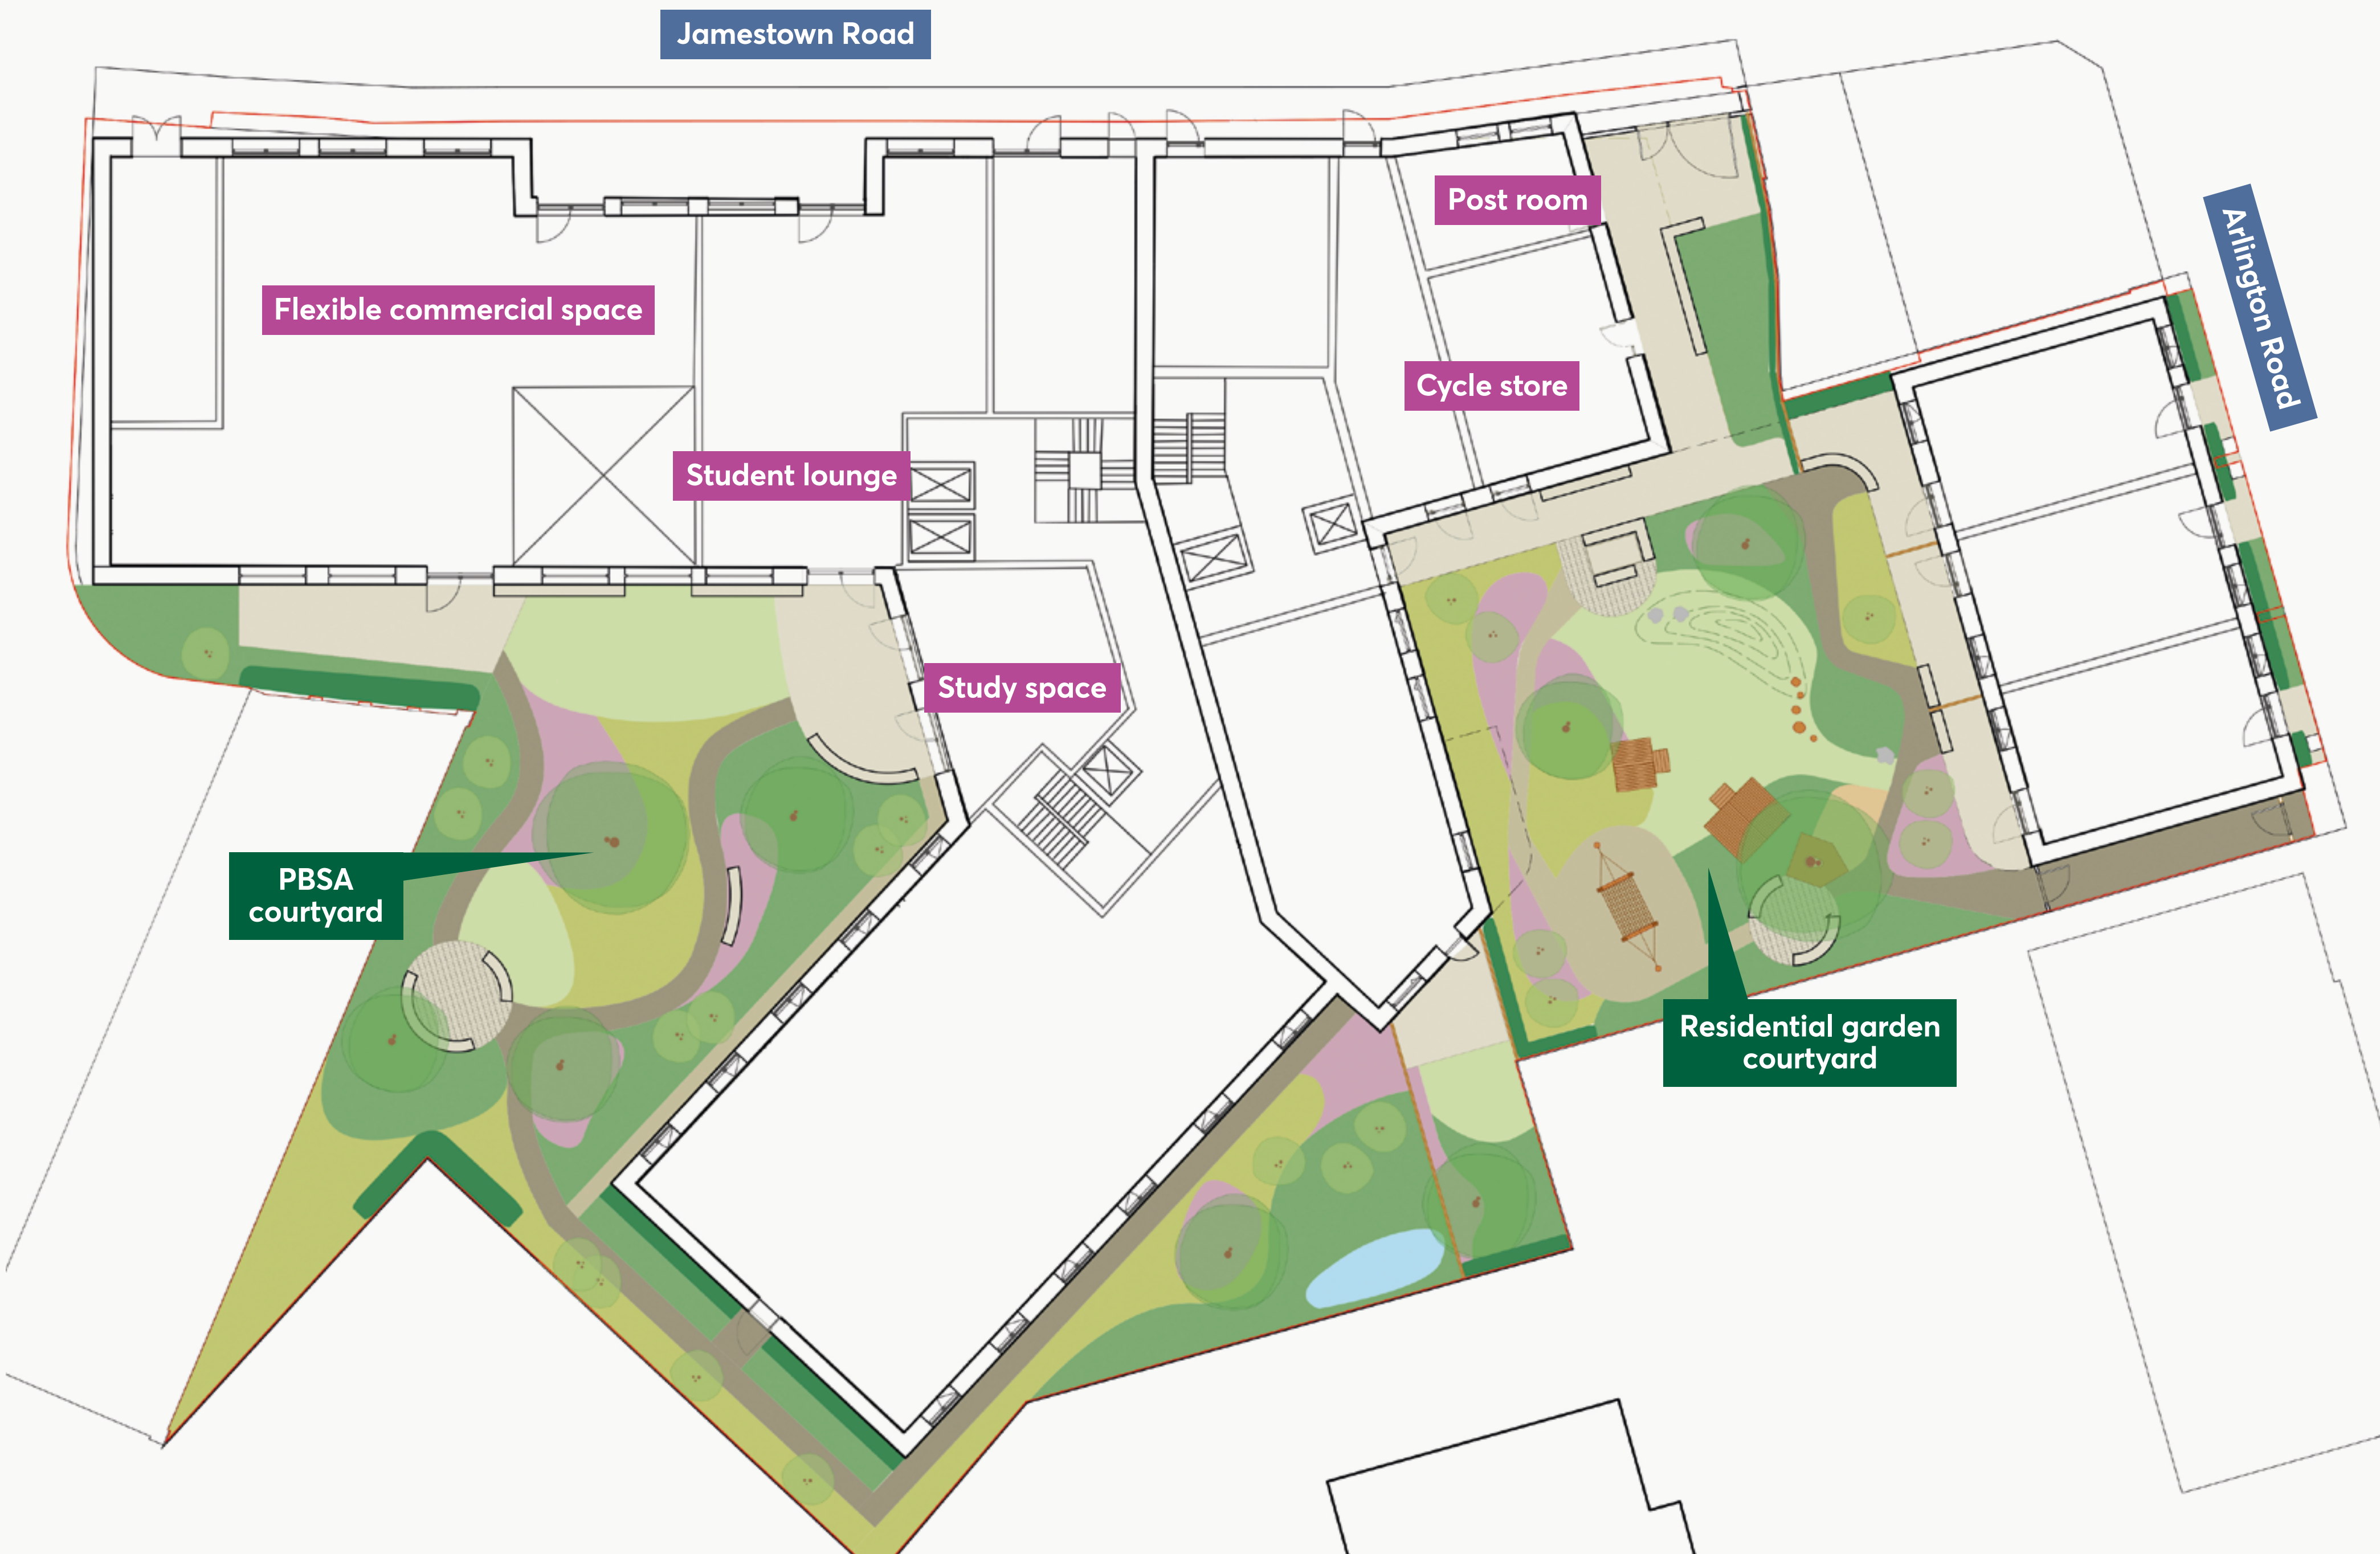 Jamestown Road
Arlington Road
Post room
Flexible commercial space
Cycle store
Student lounge
Study space
PBSA
courtyard
Residential garden
courtyard